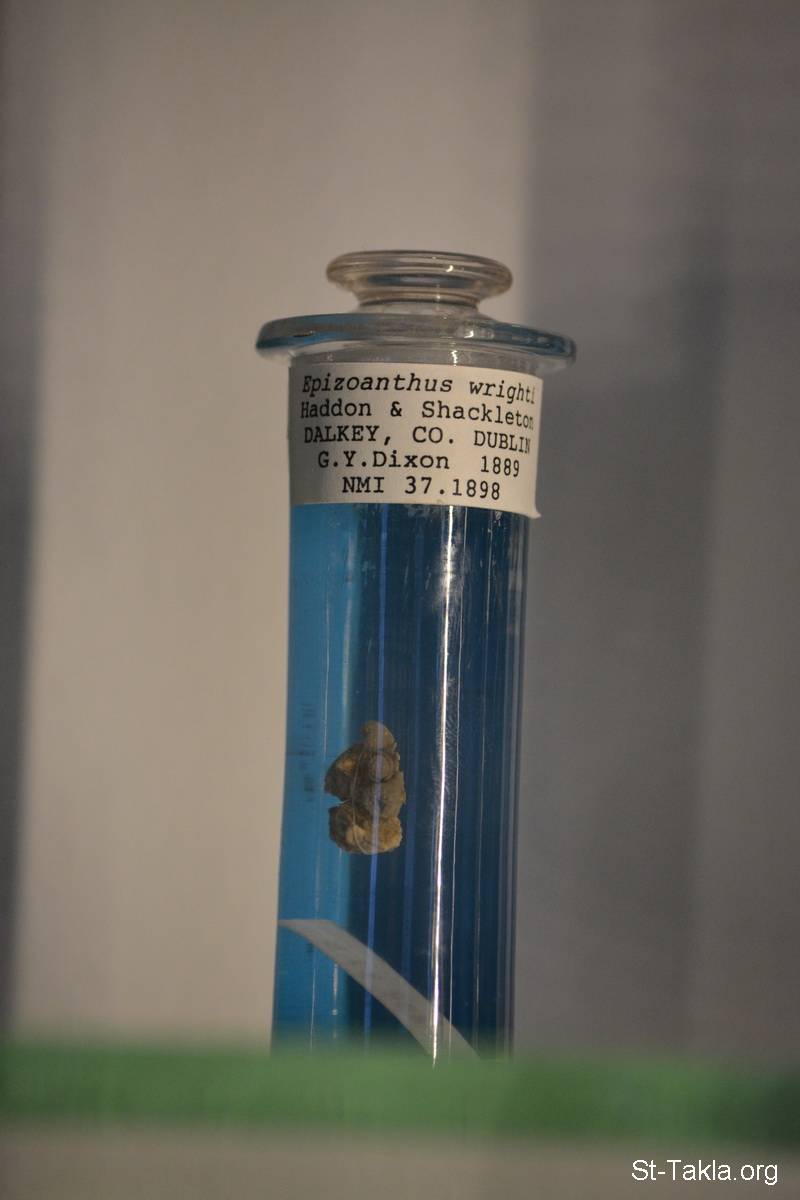 Epizoanthus wrighti
Haddon & Shackleton
DALKEY, CO. DUBLIN
G.Y.Dixon 1889
NMI 37.1898
St-Takla.org